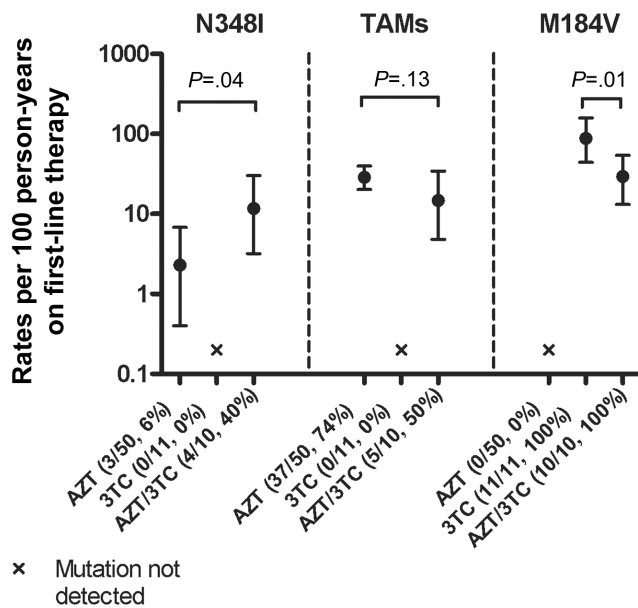 N348I TAMs M184V
Rates per 100 person-years
on first-line therapy
1000
100
10
1
0.1
P=.04
P=.13
P=.01
AZT (3/50, 6%)
3TC (0/11, 0%)
AZT/3TC (4/10, 40%)
AZT (37/50, 74%)
3TC (0/11, 0%)
AZT/3TC (5/10, 50%)
AZT (0/50, 0%)
3TC (11/11, 100%)
AZT/3TC (10/10, 100%)
× Mutation not
detected